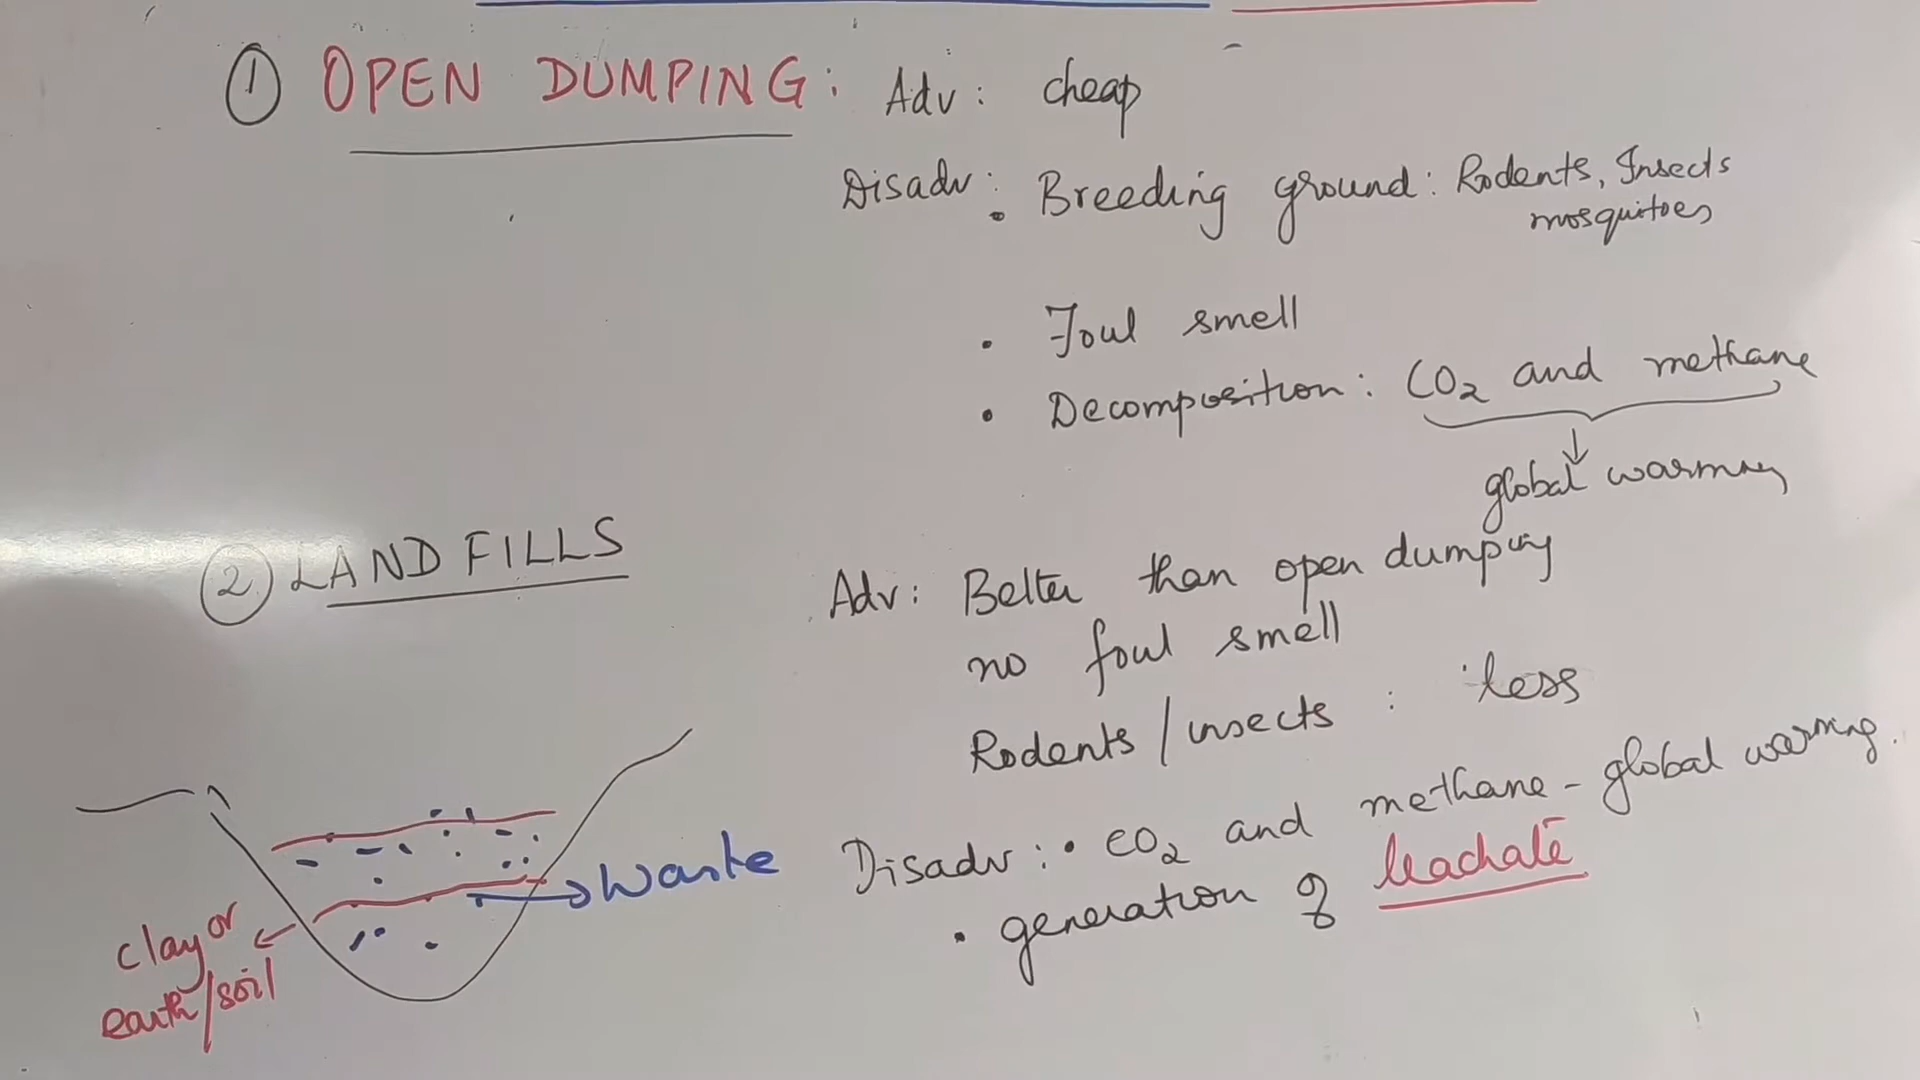 ① OPEN DUMPING: Adv: cheap
Disadv:
• Breeding ground: Rodents, Insects
mosquitoes
• Foul smell
• Decomposition: CO2 and methane
↓
global warming
② LAND FILLS
Adv: Better than open dumping
no foul smell
Rodents/insects : less
Disadv: • CO2 and methane - global warming.
• generation of leachate
→ Waste
clay or
earth/soil